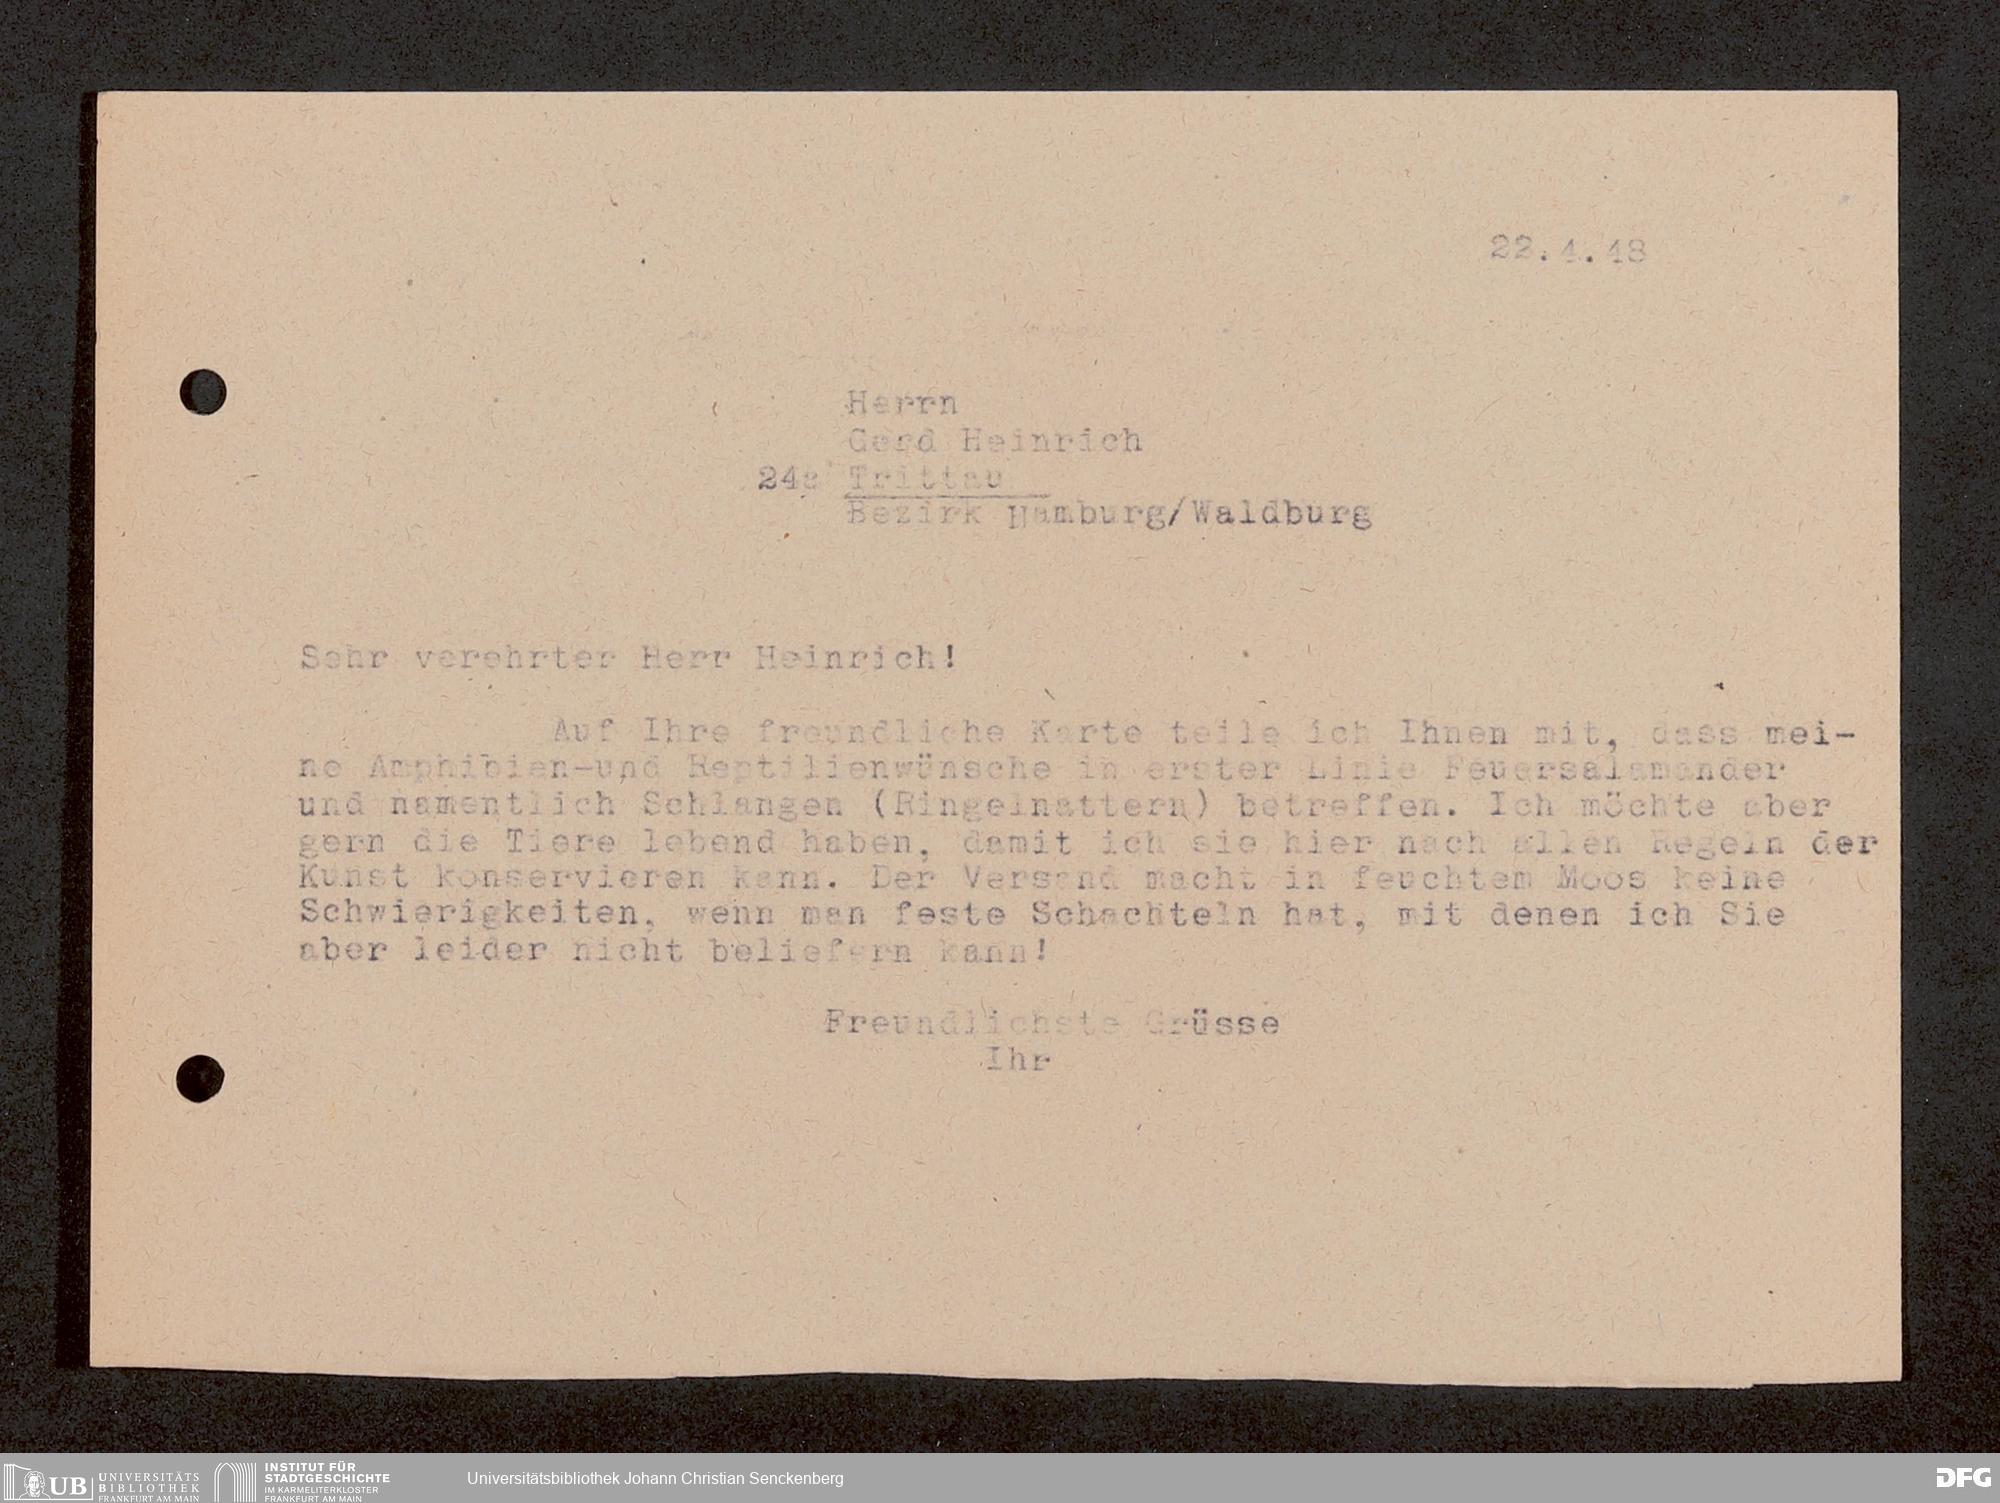 22.4.48
Herrn
Gerd Heinrich
24a Trittau
Bezirk Hamburg/Waldburg
Sehr verehrter Herr Heinrich!
Auf Ihre freundliche Karte teile ich Ihnen mit, dass mei-
ne Amphibien-und Reptilienwünsche in erster Linie Feuersalamander
und namentlich Schlangen (Ringelnattern) betreffen. Ich möchte aber
gern die Tiere lebend haben, damit ich sie hier nach allen Regeln der
Kunst konservieren kann. Der Versand macht in feuchtem Moos keine
Schwierigkeiten, wenn man feste Schachteln hat, mit denen ich Sie
aber leider nicht beliefern kann!
Freundlichste Grüsse
Ihr
UB UNIVERSITÄTS
BIBLIOTHEK
FRANKFURT AM MAIN
INSTITUT FÜR
STADTGESCHICHTE
IM KARMELITERKLOSTER
FRANKFURT AM MAIN
Universitätsbibliothek Johann Christian Senckenberg
DFG